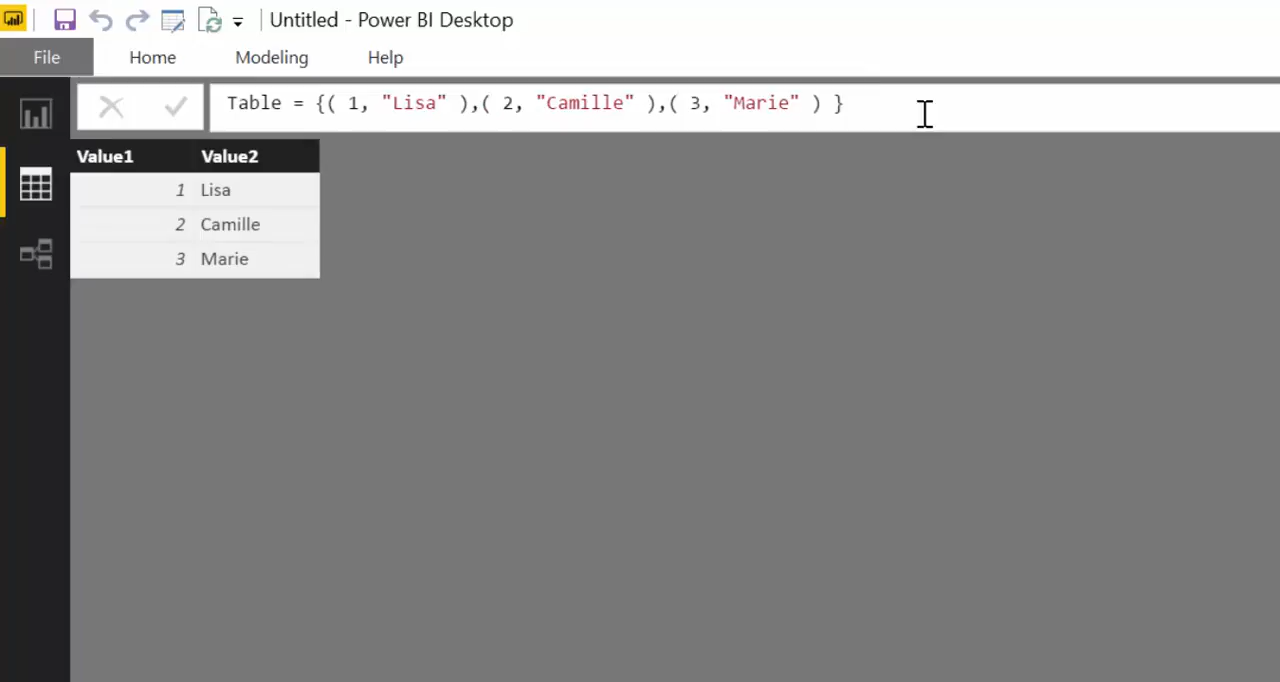 Untitled - Power BI Desktop
File Home Modeling Help
Table = {( 1, "Lisa" ),( 2, "Camille" ),( 3, "Marie" ) }
Value1 Value2
1 Lisa
2 Camille
3 Marie